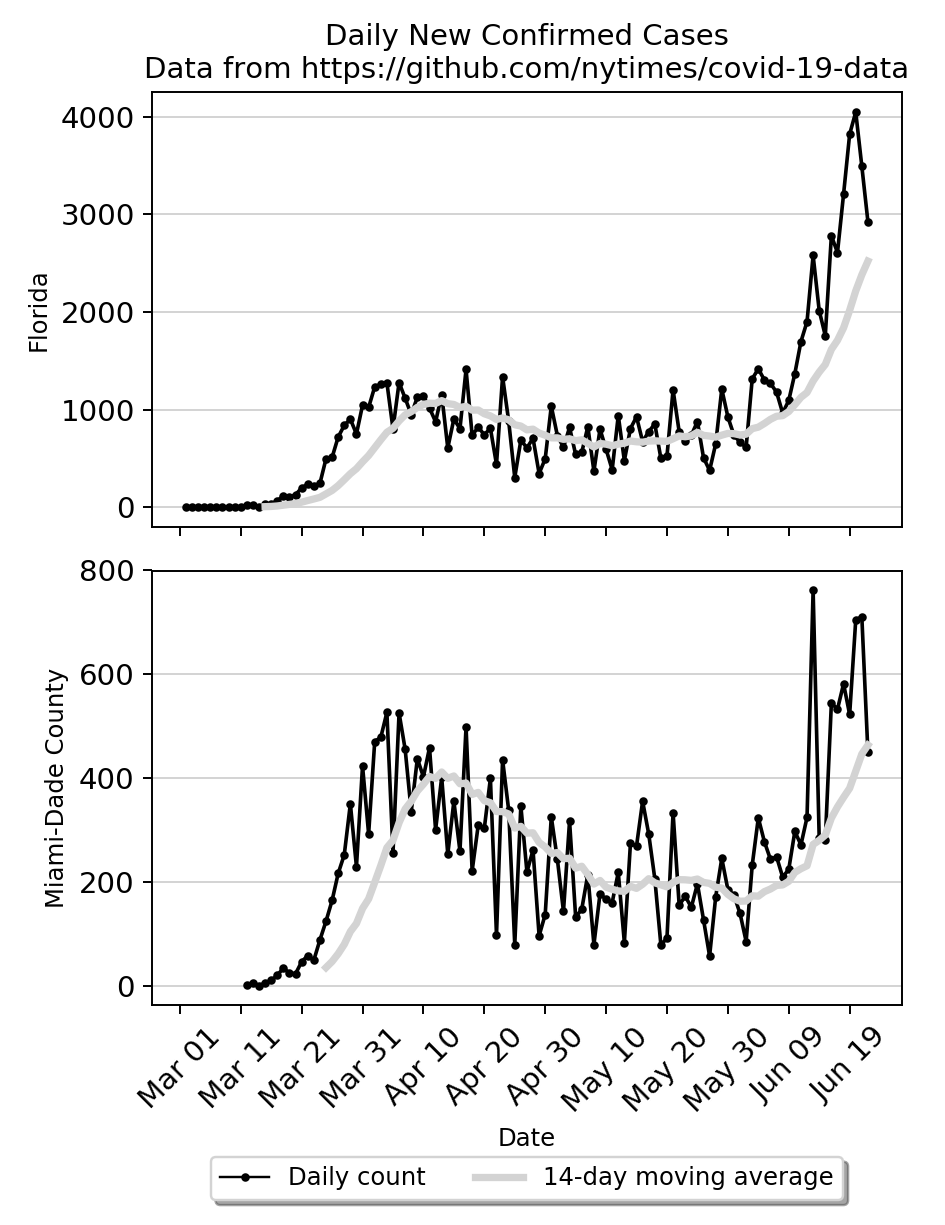 Daily New Confirmed Cases
Data from https://github.com/nytimes/covid-19-data
4000
3000
2000
1000
0
Florida
800
600
400
200
0
Miami-Dade County
Mar 01
Mar 11
Mar 21
Mar 31
Apr 10
Apr 20
Apr 30
May 10
May 20
May 30
Jun 09
Jun 19
Date
Daily count
14-day moving average